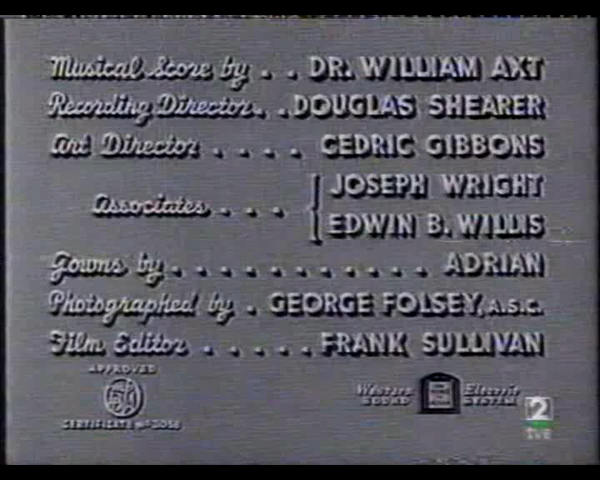 Musical Score by . . DR. WILLIAM AXT
Recording Director. . DOUGLAS SHEARER
Art Director . . . . CEDRIC GIBBONS
Associates . . . { JOSEPH WRIGHT
EDWIN B. WILLIS
Gowns by . . . . . . . . . . . ADRIAN
Photographed by . GEORGE FOLSEY, A.S.C.
Film Editor . . . . . FRANK SULLIVAN
APPROVED
CERTIFICATE No
Western Electric
SOUND SYSTEM
2
tve